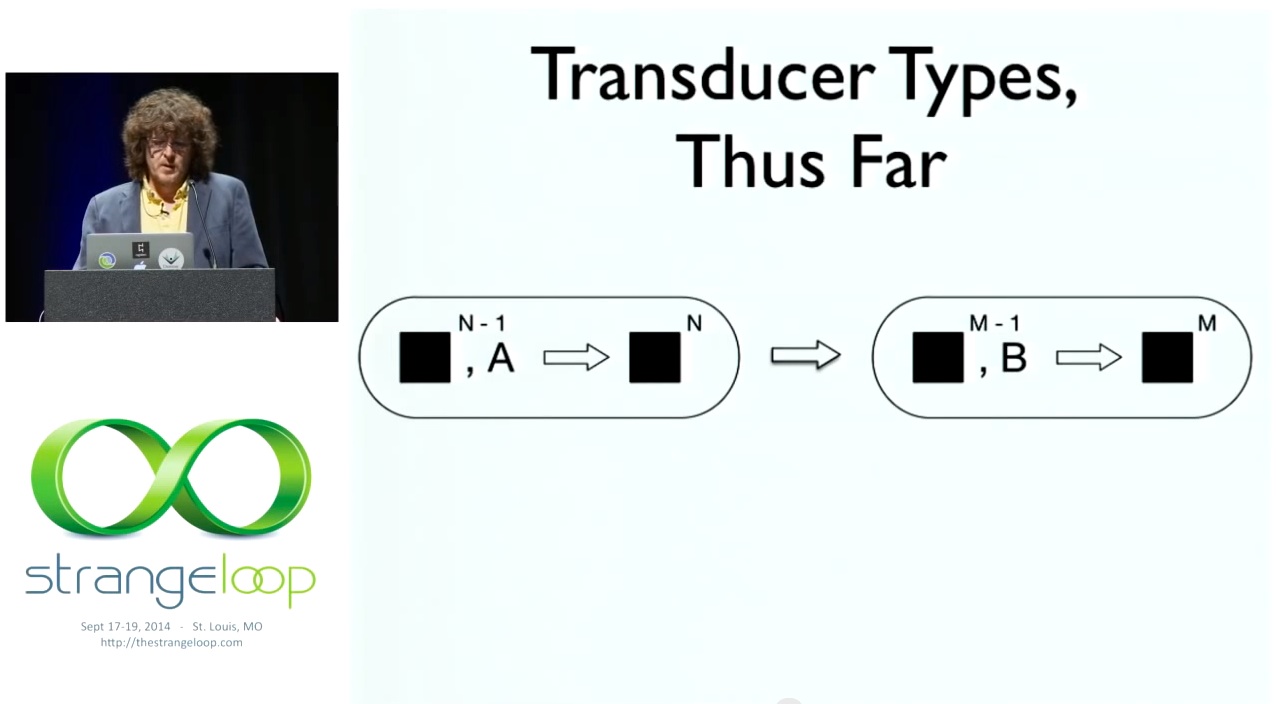 Transducer Types,
Thus Far
N - 1
N
, A
M - 1
M
, B
strangeloop
Sept 17-19, 2014 - St. Louis, MO
http://thestrangeloop.com